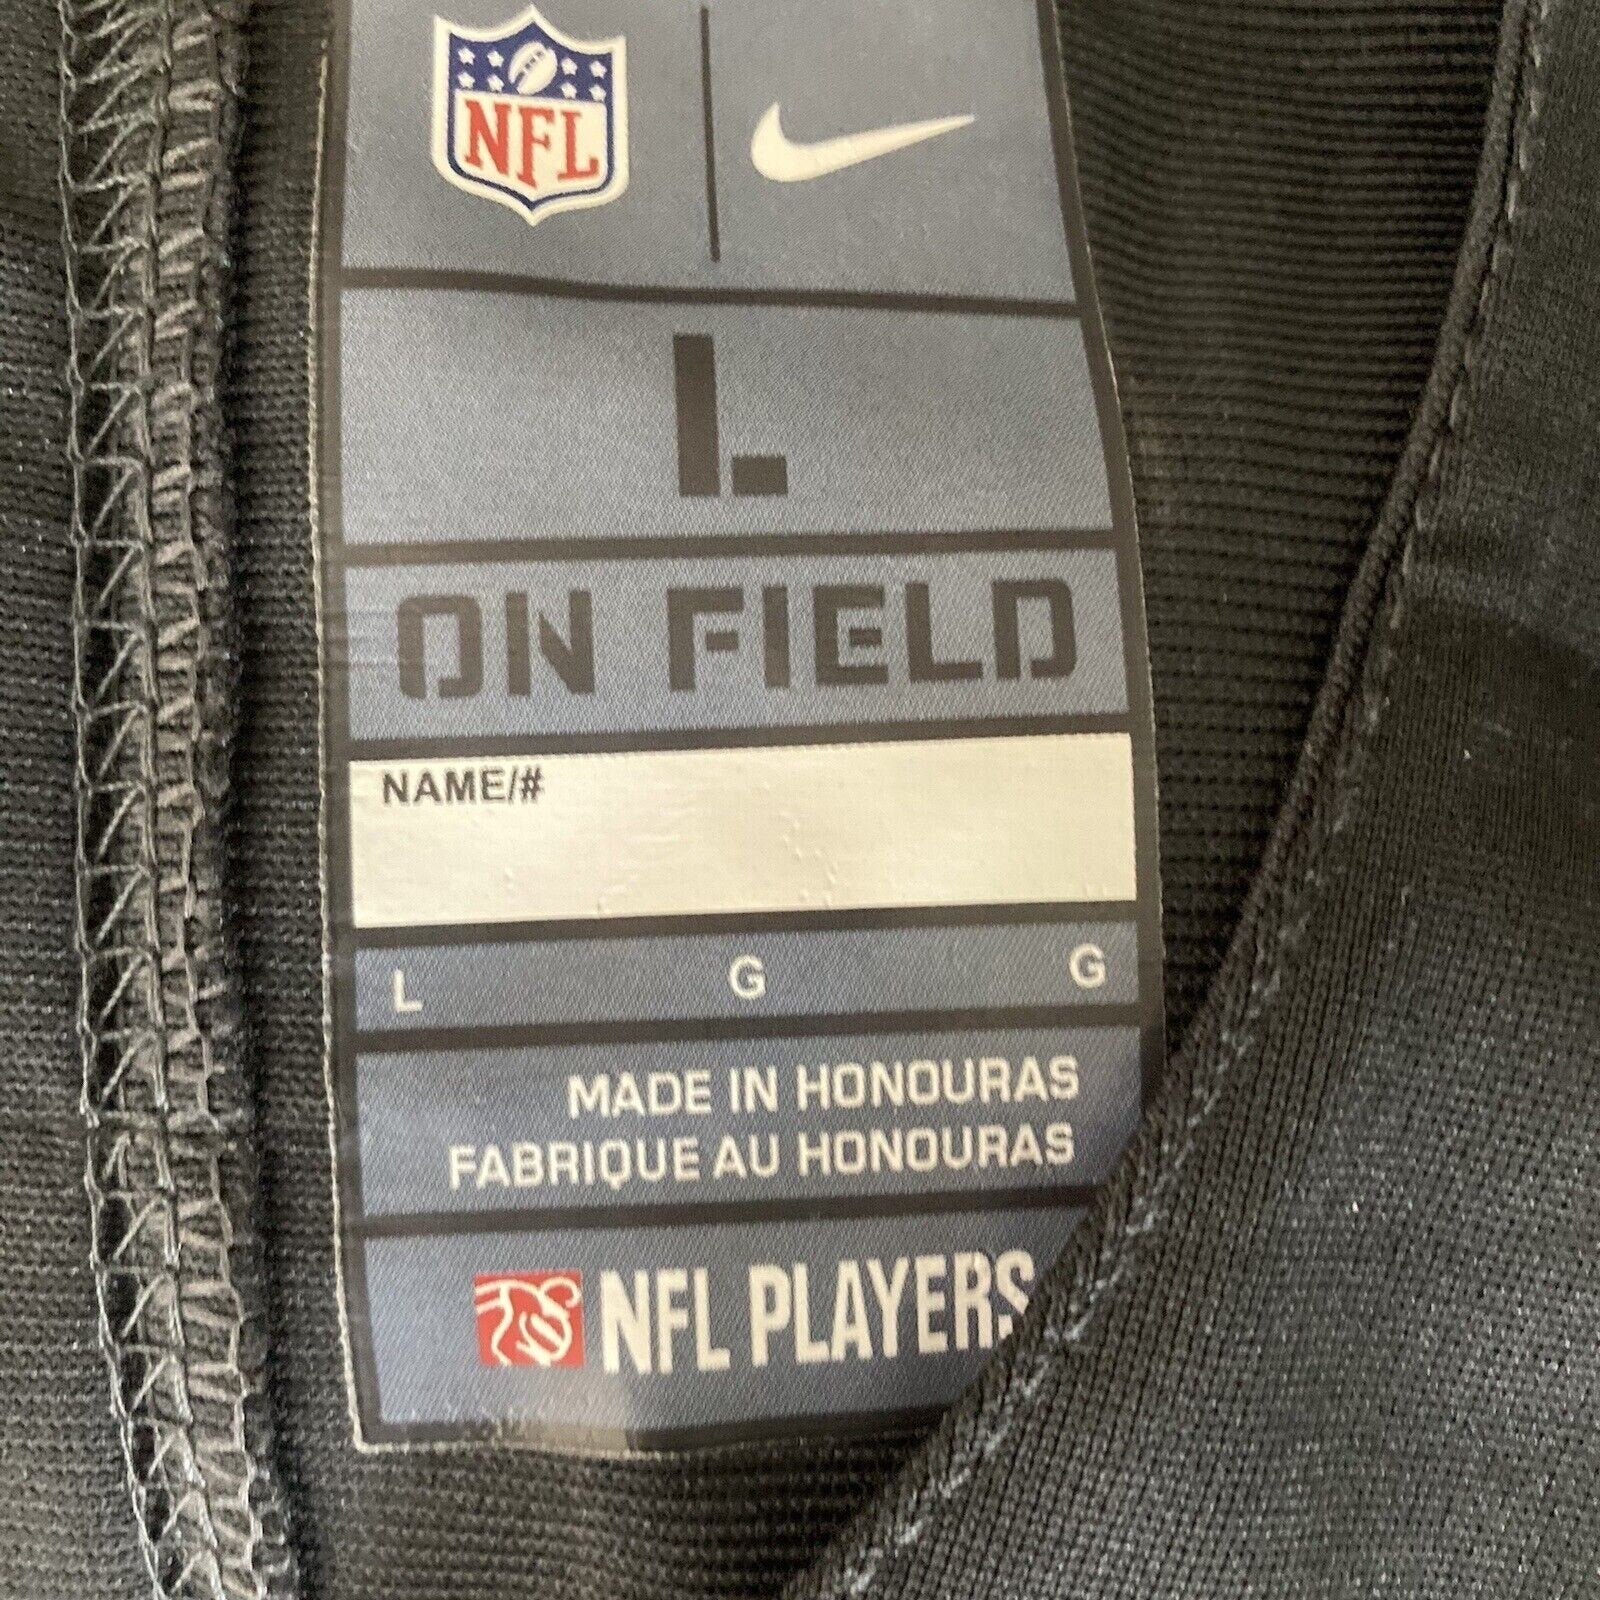 NFL
L
ON FIELD
NAME/#
L G G
MADE IN HONOURAS
FABRIQUE AU HONOURAS
NFL PLAYERS